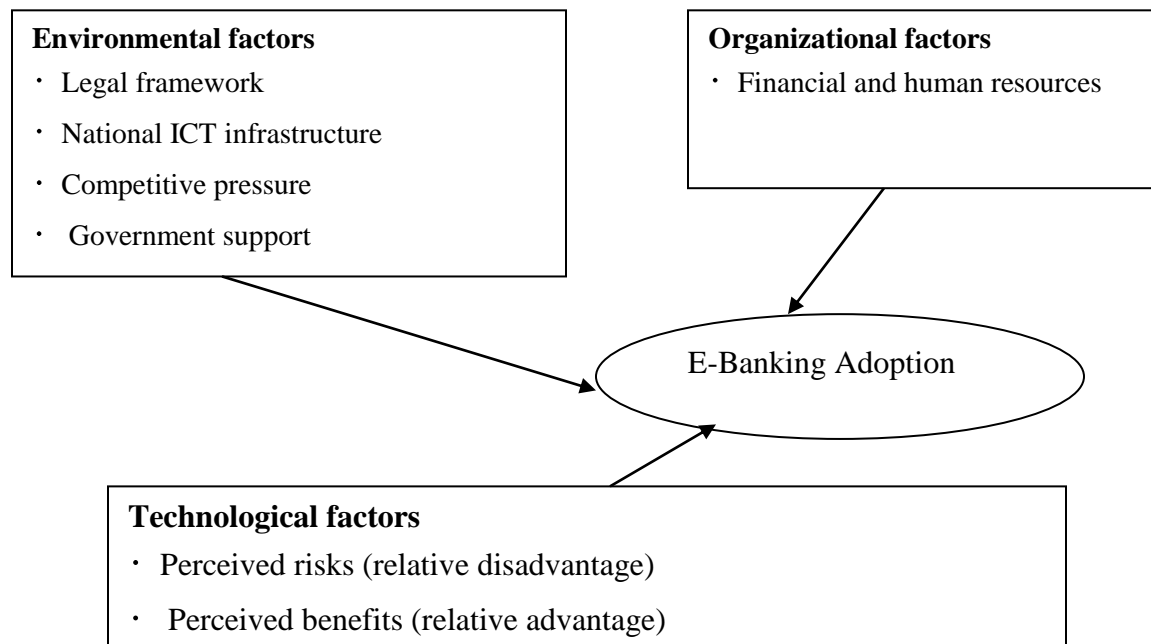 Environmental factors
· Legal framework
· National ICT infrastructure
· Competitive pressure
· Government support
Organizational factors
· Financial and human resources
E-Banking Adoption
Technological factors
· Perceived risks (relative disadvantage)
· Perceived benefits (relative advantage)